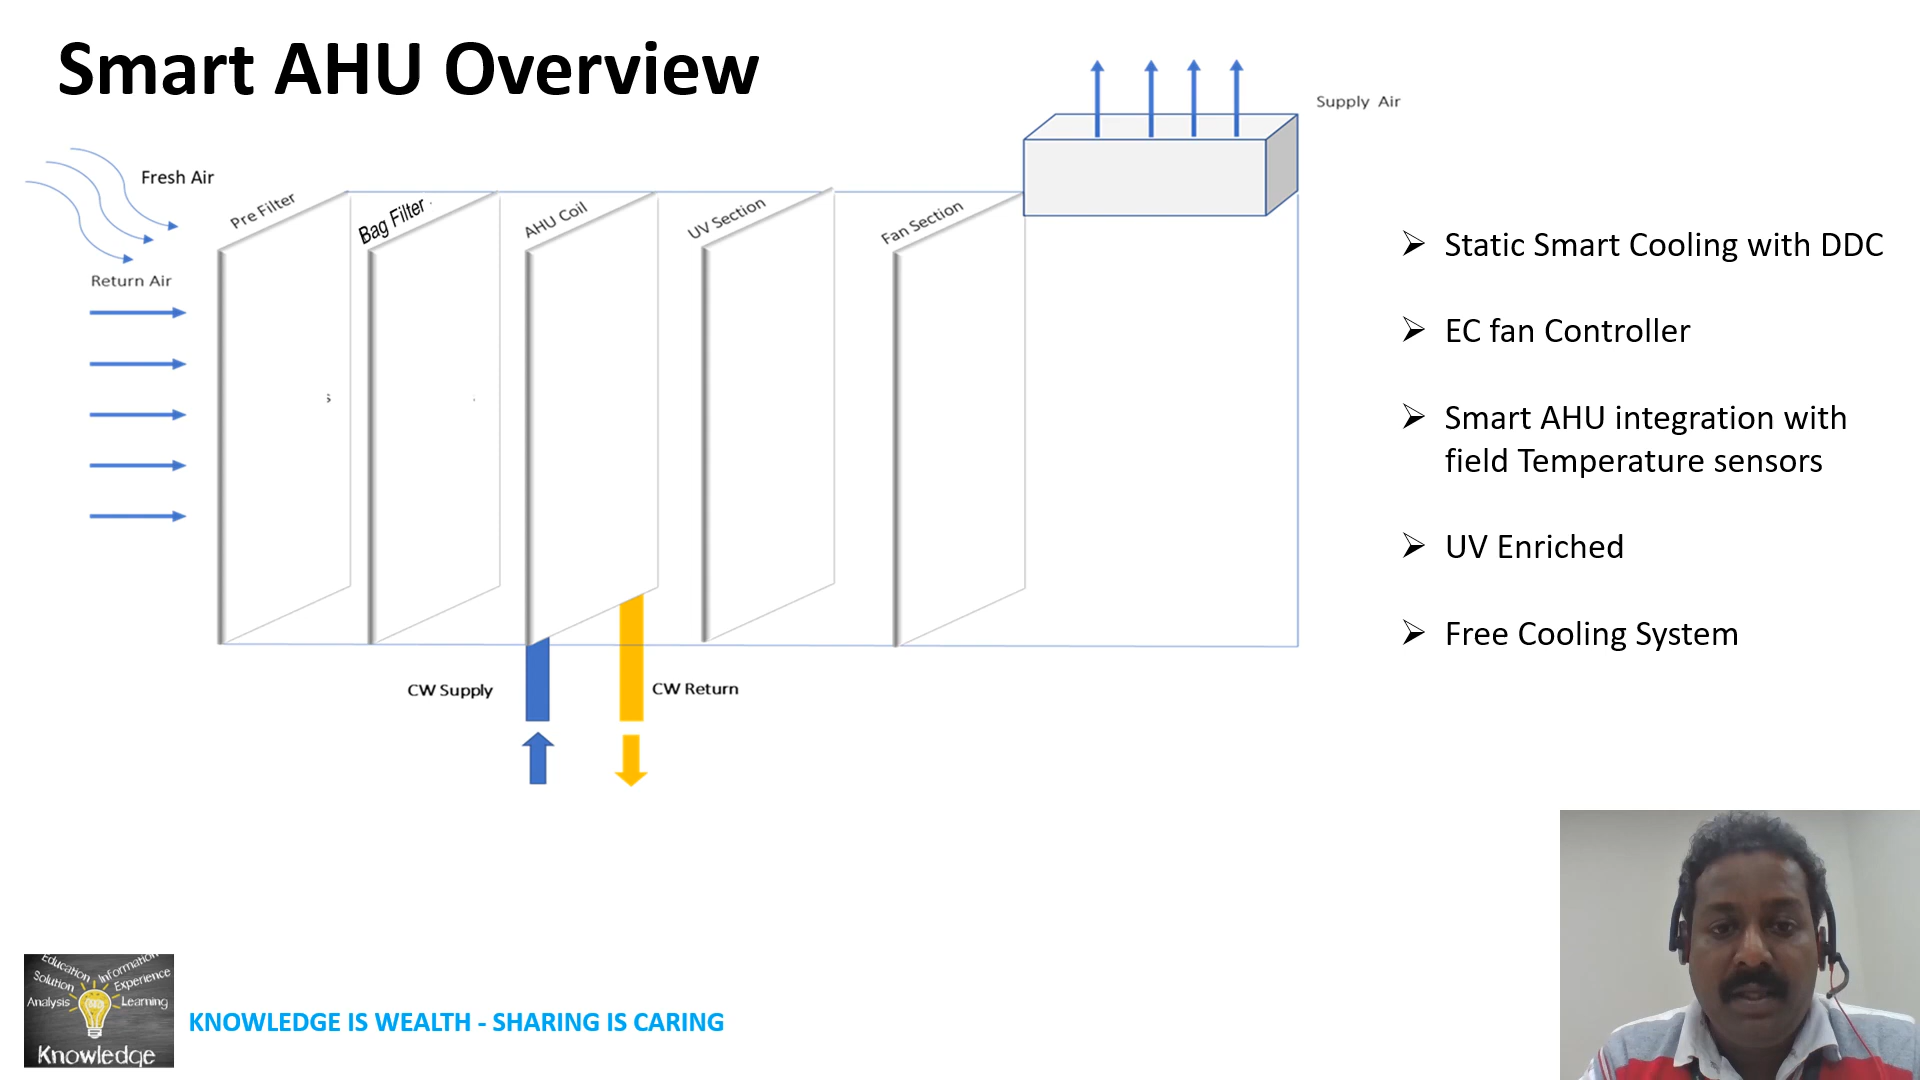 Smart AHU Overview
Supply Air
Fresh Air
Return Air
Pre Filter
Bag Filter
AHU Coil
UV Section
Fan Section
s
CW Supply
CW Return
Static Smart Cooling with DDC
EC fan Controller
Smart AHU integration with
field Temperature sensors
UV Enriched
Free Cooling System
Education
Information
Solution
Experience
Analysis
Learning
Knowledge
KNOWLEDGE IS WEALTH - SHARING IS CARING